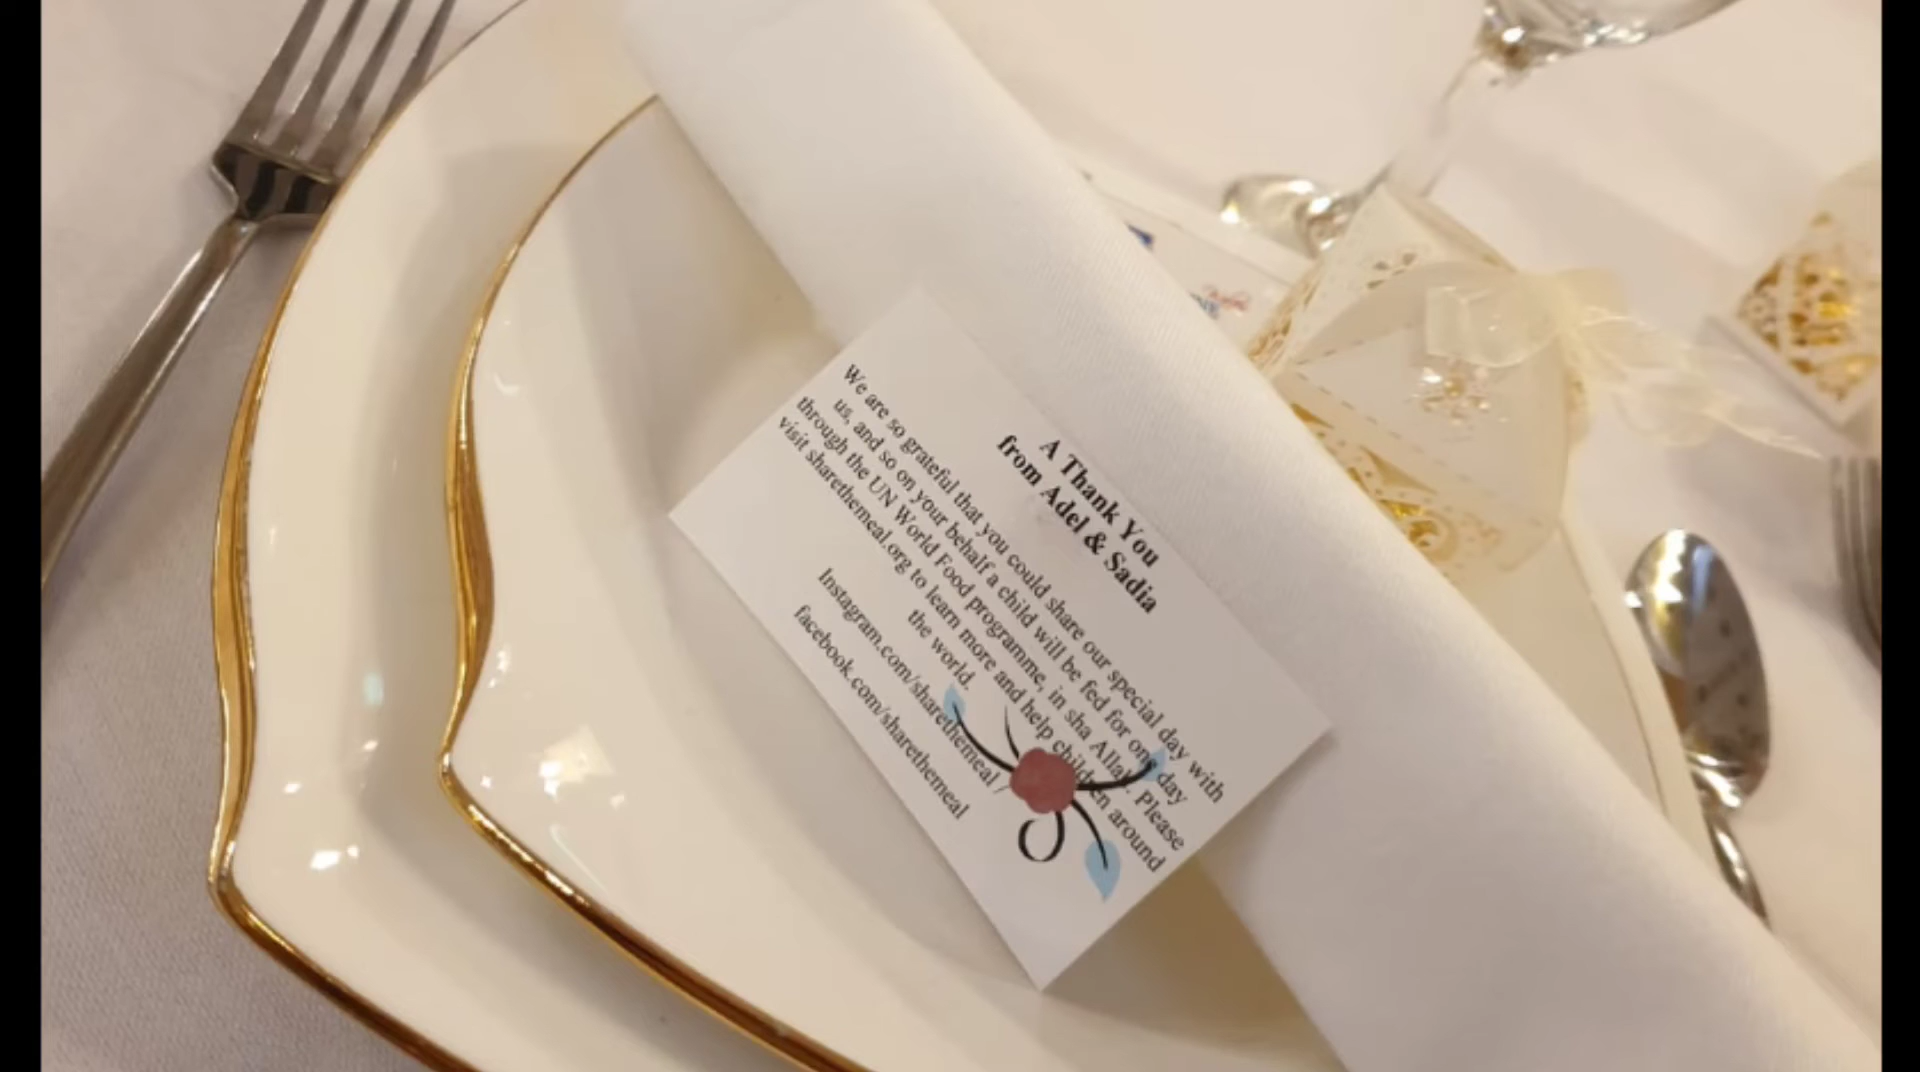 A Thank You
from Adel & Sadia
We are so grateful that you could share our special day with
us, and so on your behalf a child will be fed for one day
through the UN World Food programme, in sha Allah. Please
visit sharethemeal.org to learn more and help children around
the world.
Instagram.com/sharethemeal/
facebook.com/sharethemeal